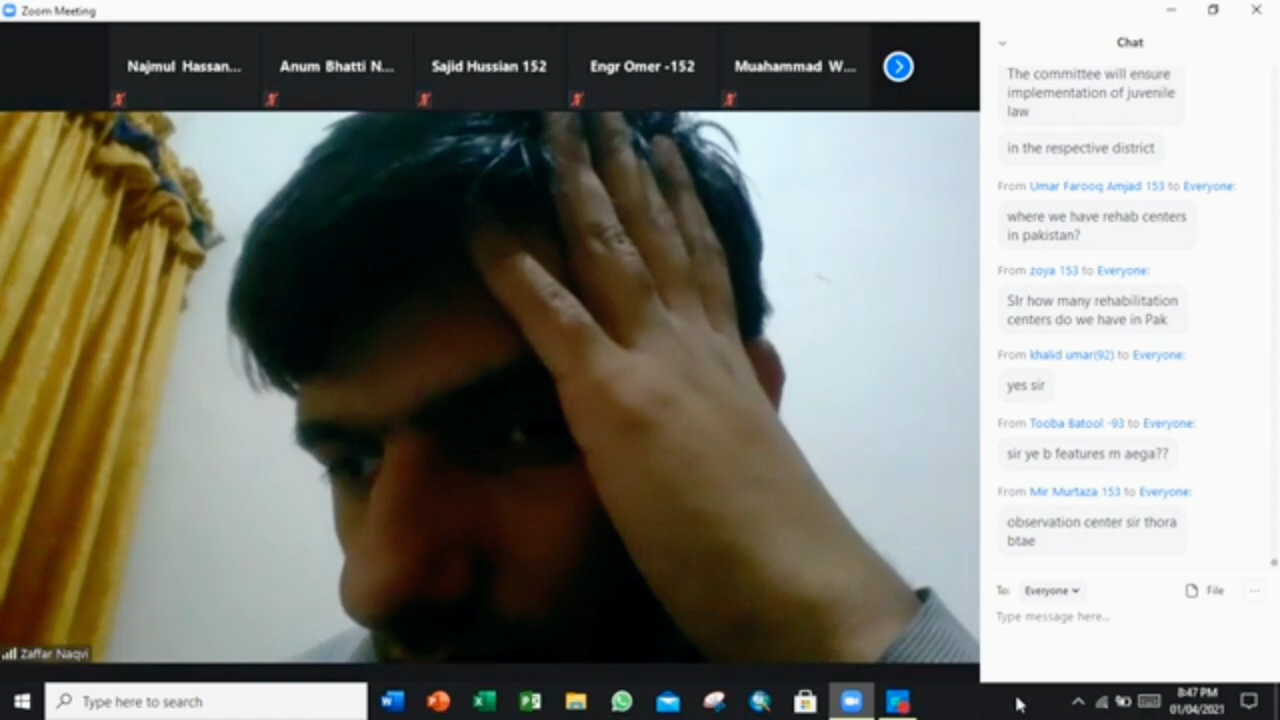 Zoom Meeting
Najmul Hassan...
Anum Bhatti N...
Sajid Hussian 152
Engr Omer -152
Muahammad W...
Chat
The committee will ensure
implementation of juvenile
law
in the respective district
From Umar Farooq Amjad 153 to Everyone:
where we have rehab centers
in pakistan?
From zoya 153 to Everyone:
SIr how many rehabilitation
centers do we have in Pak
From khalid umar(92) to Everyone:
yes sir
From Tooba Batool -93 to Everyone:
sir ye b features m aega??
From Mir Murtaza 153 to Everyone:
observation center sir thora
btae
To: Everyone
File
Type message here...
Zaffar Naqvi
Type here to search
8:47 PM
01/04/2021